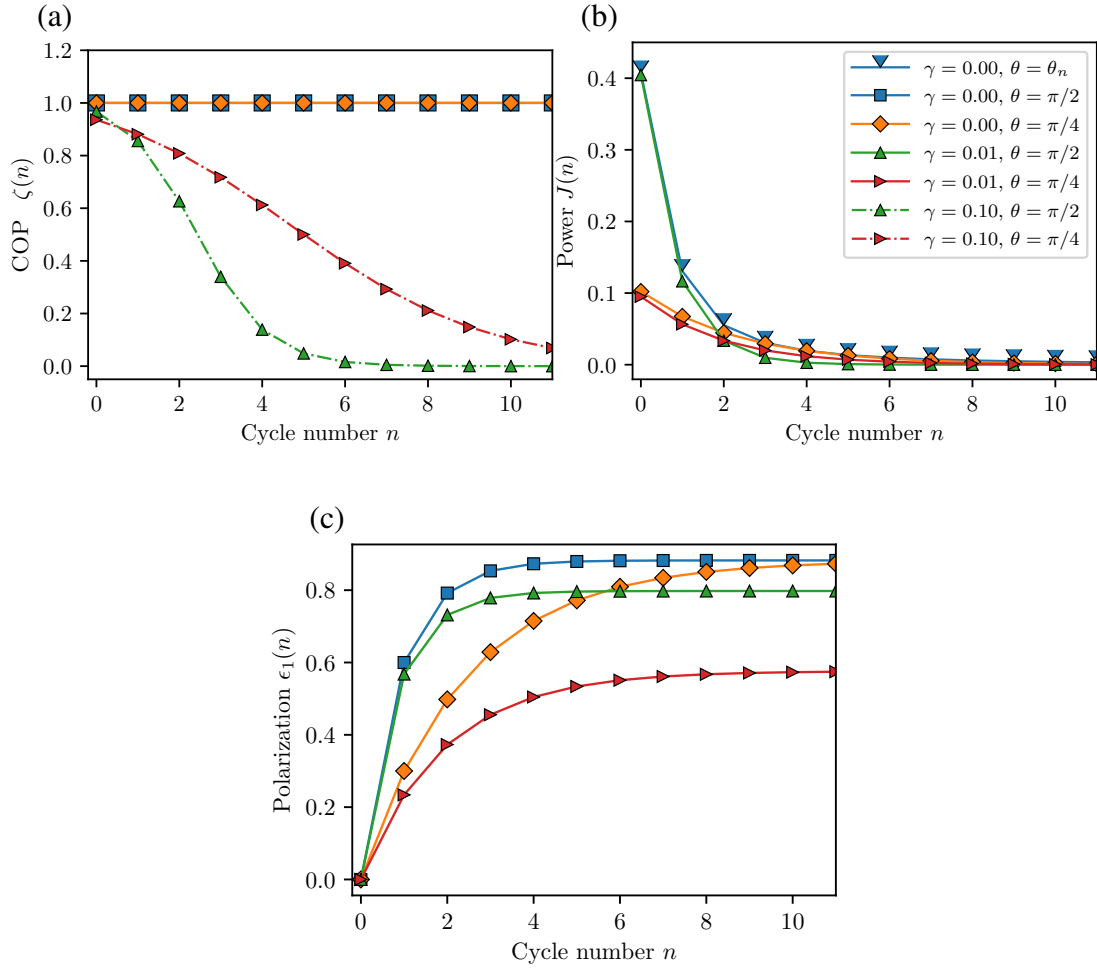 (a)
1.2
1.0
0.8
0.6
0.4
0.2
0.0
COP ζ(n)
0 2 4 6 8 10
Cycle number n
(b)
0.4
0.3
0.2
0.1
0.0
Power J(n)
γ = 0.00, θ = θₙ
γ = 0.00, θ = π/2
γ = 0.00, θ = π/4
γ = 0.01, θ = π/2
γ = 0.01, θ = π/4
γ = 0.10, θ = π/2
γ = 0.10, θ = π/4
0 2 4 6 8 10
Cycle number n
(c)
0.8
0.6
0.4
0.2
0.0
Polarization ϵ₁(n)
0 2 4 6 8 10
Cycle number n